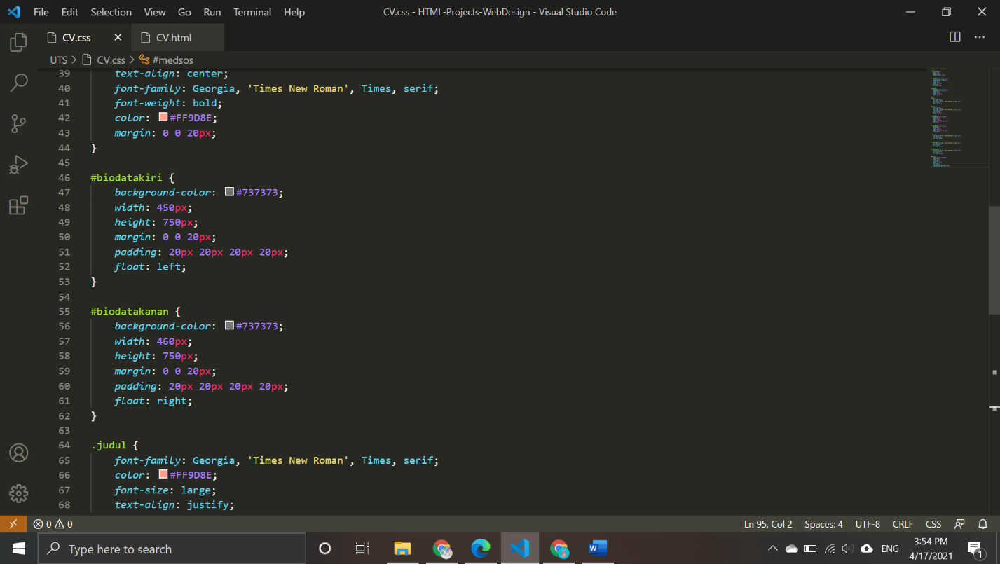 File Edit Selection View Go Run Terminal Help
CV.css - HTML-Projects-WebDesign - Visual Studio Code
CV.css
CV.html
UTS > CV.css > #medsos
39 text-align: center;
40 font-family: Georgia, 'Times New Roman', Times, serif;
41 font-weight: bold;
42 color: #FF9D8E;
43 margin: 0 0 20px;
44 }
45
46 #biodatakiri {
47 background-color: #737373;
48 width: 450px;
49 height: 750px;
50 margin: 0 0 20px;
51 padding: 20px 20px 20px 20px;
52 float: left;
53 }
54
55 #biodatakanan {
56 background-color: #737373;
57 width: 460px;
58 height: 750px;
59 margin: 0 0 20px;
60 padding: 20px 20px 20px 20px;
61 float: right;
62 }
63
64 .judul {
65 font-family: Georgia, 'Times New Roman', Times, serif;
66 color: #FF9D8E;
67 font-size: large;
68 text-align: justify;
0 0
Ln 95, Col 2 Spaces: 4 UTF-8 CRLF CSS
Type here to search
W
ENG
3:54 PM
4/17/2021
1